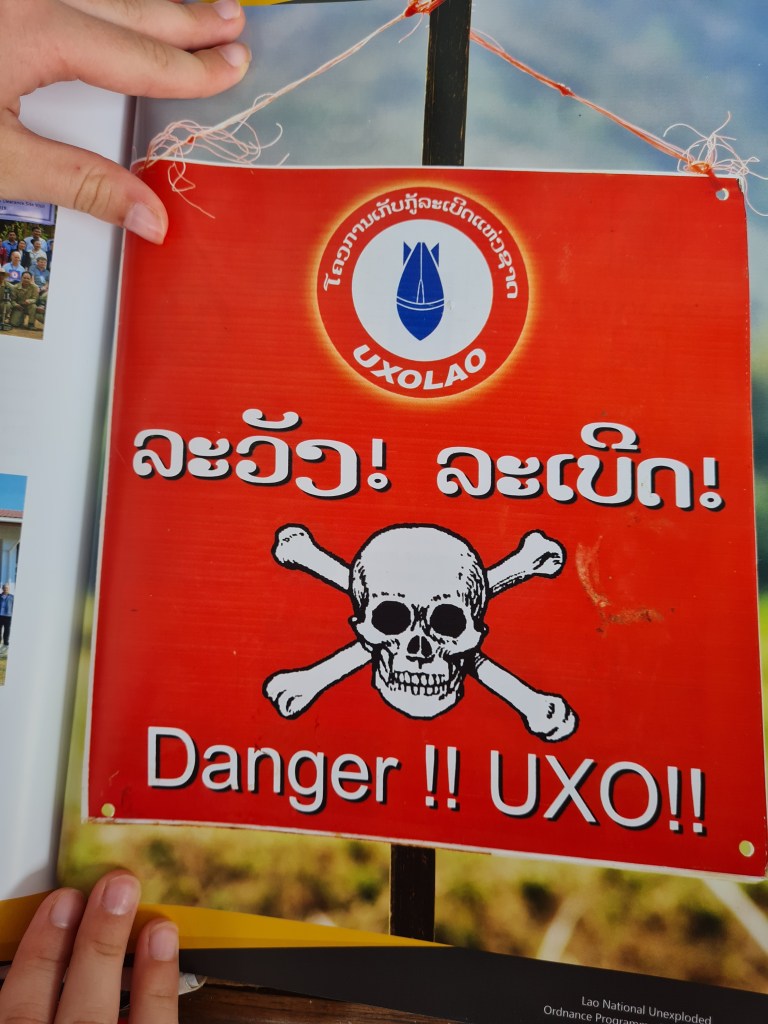 ໂຄງການເກັບກູ້ລະເບີດແຫ່ງຊາດ
UXOLAO
ລະວັງ! ລະເບີດ!
Danger !! UXO!!
Lao National Unexploded
Ordnance Program